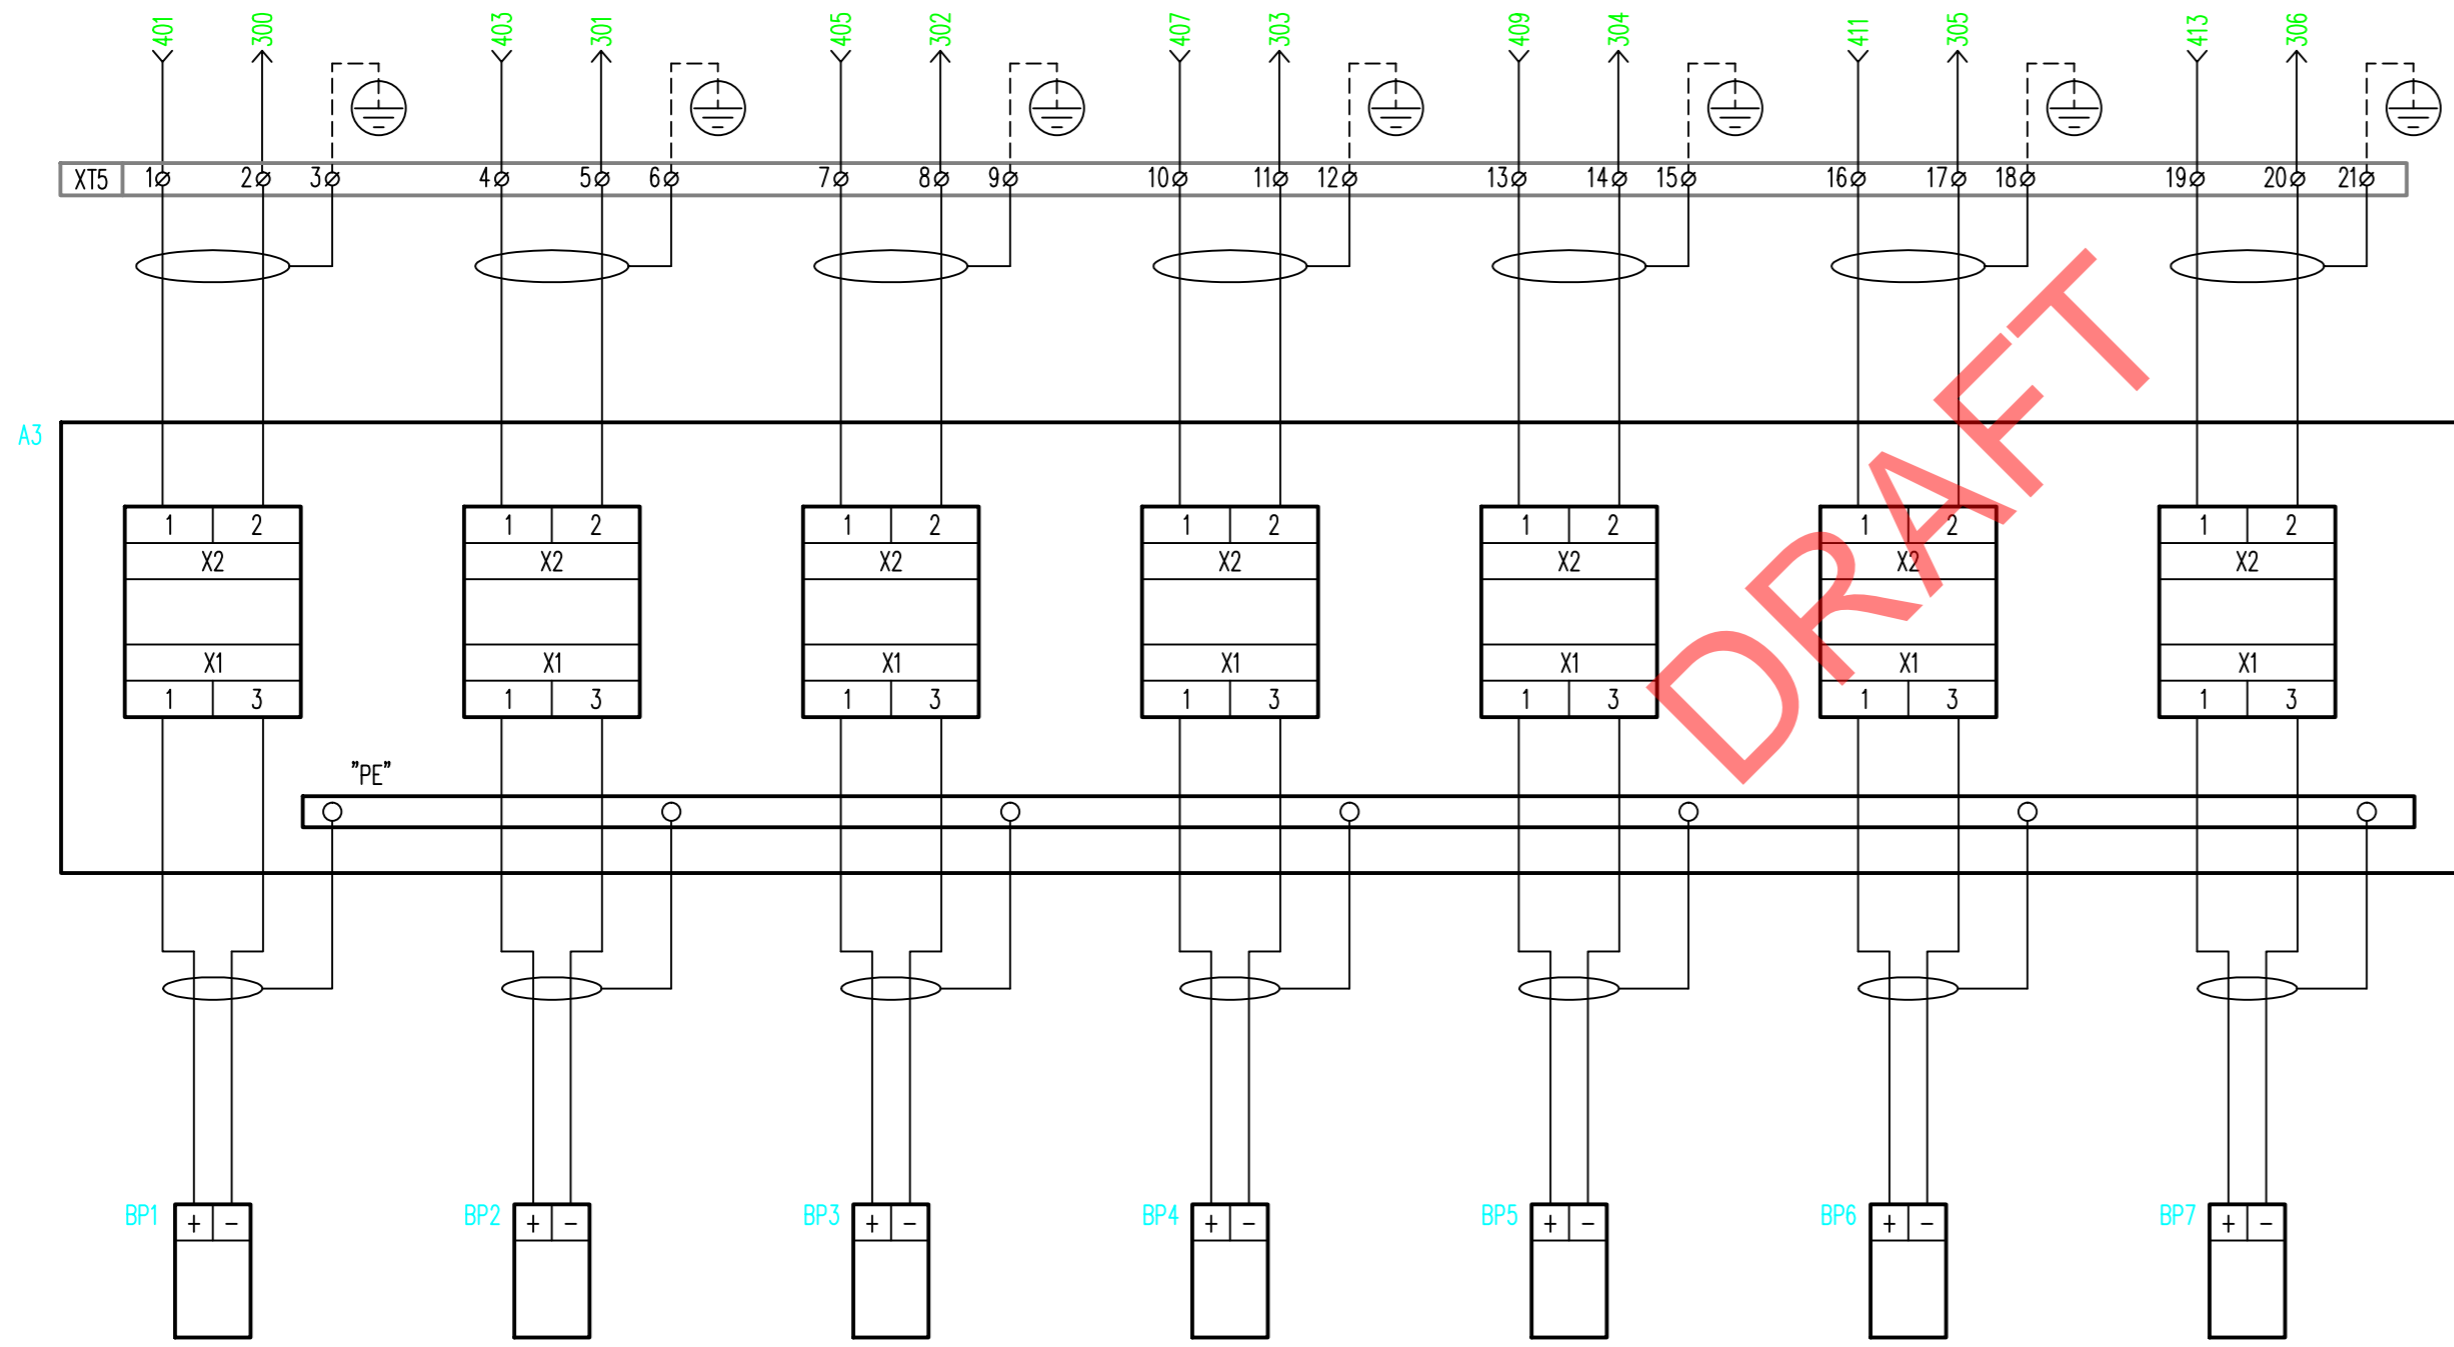 401 300 403 301 405 302 407 303 409 304 411 305 413 306
XT5 1 2 3 4 5 6 7 8 9 10 11 12 13 14 15 16 17 18 19 20 21
A3
1 2 1 2 1 2 1 2 1 2 1 2 1 2
X2 X2 X2 X2 X2 X2 X2
X1 X1 X1 X1 X1 X1 X1
1 3 1 3 1 3 1 3 1 3 1 3 1 3
"PE"
BP1 + - BP2 + - BP3 + - BP4 + - BP5 + - BP6 + - BP7 + -
DRAFT